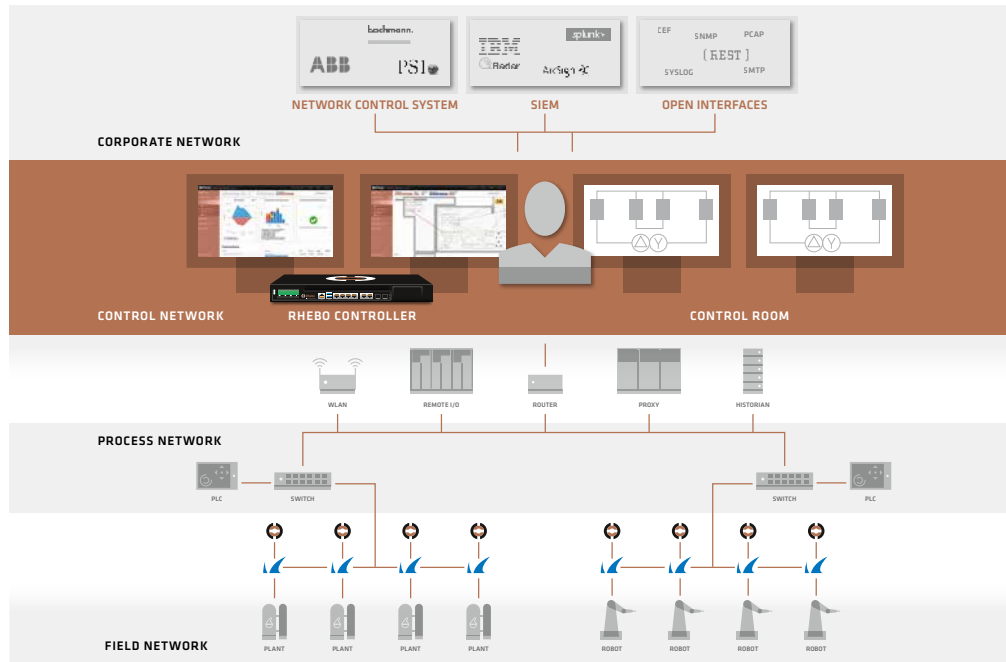 bachmann.
ABB
PSI
IBM
splunk>
Radar
ArcSight
CEF
SNMP
PCAP
[REST]
SYSLOG
SMTP
NETWORK CONTROL SYSTEM
SIEM
OPEN INTERFACES
CORPORATE NETWORK
CONTROL NETWORK
RHEBO CONTROLLER
CONTROL ROOM
WLAN
REMOTE I/O
ROUTER
PROXY
HISTORIAN
PROCESS NETWORK
PLC
SWITCH
SWITCH
PLC
FIELD NETWORK
PLANT
PLANT
PLANT
PLANT
ROBOT
ROBOT
ROBOT
ROBOT